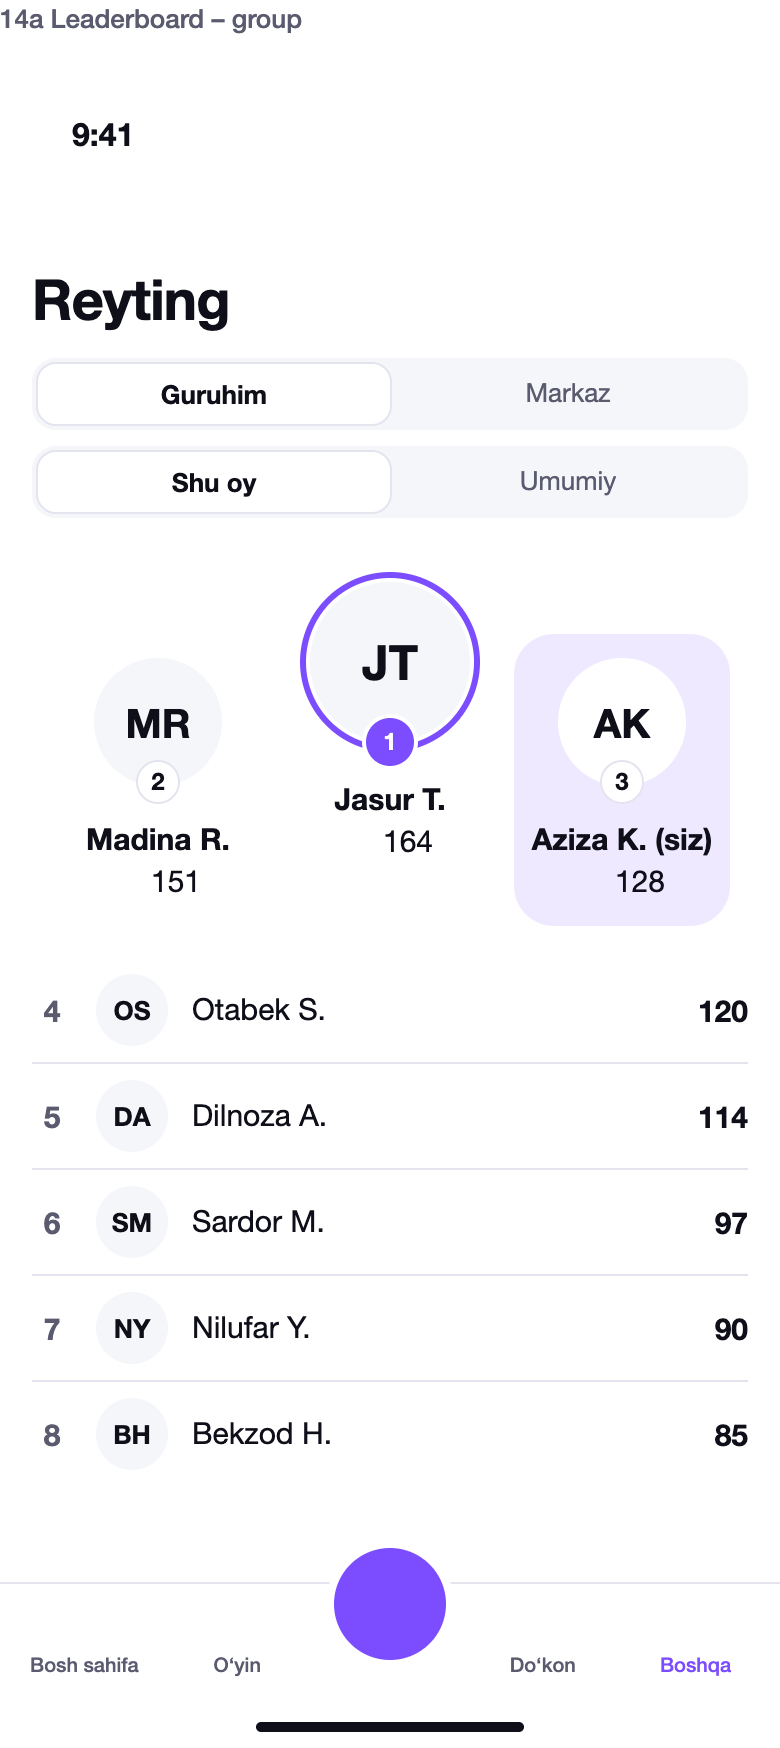 14a Leaderboard – group
9:41
Reyting
Guruhim
Markaz
Shu oy
Umumiy
JT
1
Jasur T.
164
MR
2
Madina R.
151
AK
3
Aziza K. (siz)
128
4 OS Otabek S. 120
5 DA Dilnoza A. 114
6 SM Sardor M. 97
7 NY Nilufar Y. 90
8 BH Bekzod H. 85
Bosh sahifa
O‘yin
Do‘kon
Boshqa